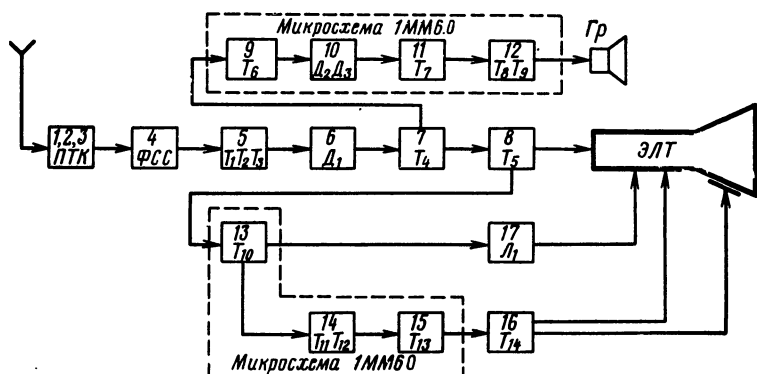 Микросхема 1ММ6.0
Гр
9
Т6
10
Д2Д3
11
Т7
12
Т8Т9
1,2,3
ПТК
4
ФСС
5
Т1Т2Т3
6
Д1
7
Т4
8
Т5
ЭЛТ
13
Т10
17
Л1
14
Т11Т12
15
Т13
16
Т14
Микросхема 1ММ60